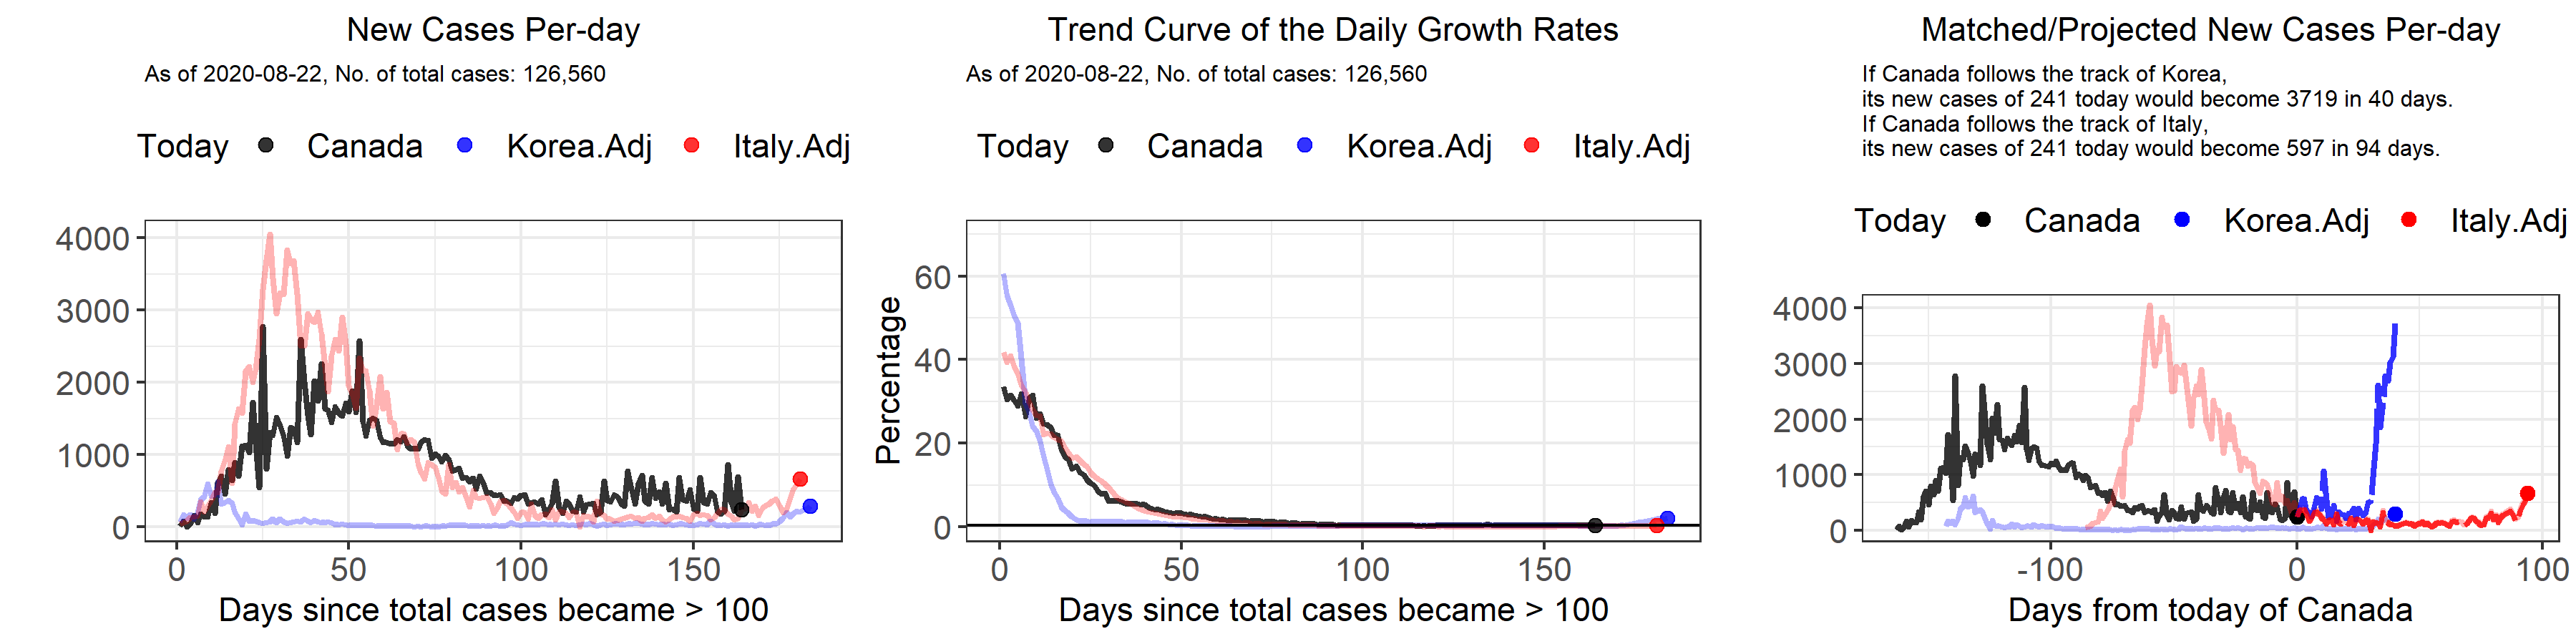 New Cases Per-day
As of 2020-08-22, No. of total cases: 126,560
Today Canada Korea.Adj Italy.Adj
4000
3000
2000
1000
0
0 50 100 150
Days since total cases became > 100
Trend Curve of the Daily Growth Rates
As of 2020-08-22, No. of total cases: 126,560
Today Canada Korea.Adj Italy.Adj
Percentage
60
40
20
0
0 50 100 150
Days since total cases became > 100
Matched/Projected New Cases Per-day
If Canada follows the track of Korea,
its new cases of 241 today would become 3719 in 40 days.
If Canada follows the track of Italy,
its new cases of 241 today would become 597 in 94 days.
Today Canada Korea.Adj Italy.Adj
4000
3000
2000
1000
0
-100 0 100
Days from today of Canada